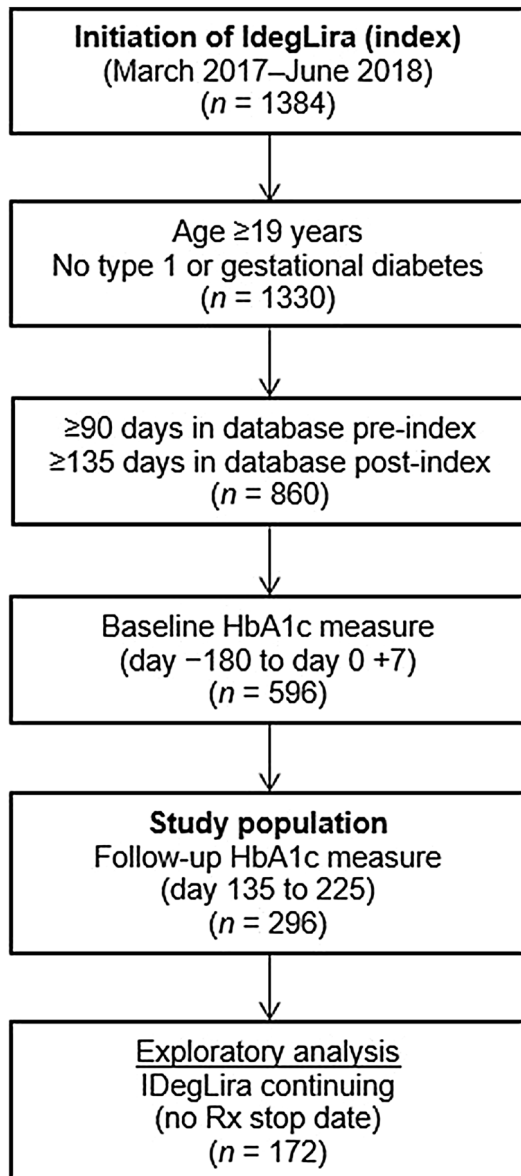 Initiation of IdegLira (index)
(March 2017–June 2018)
(n = 1384)
Age ≥19 years
No type 1 or gestational diabetes
(n = 1330)
≥90 days in database pre-index
≥135 days in database post-index
(n = 860)
Baseline HbA1c measure
(day −180 to day 0 +7)
(n = 596)
Study population
Follow-up HbA1c measure
(day 135 to 225)
(n = 296)
Exploratory analysis
IDegLira continuing
(no Rx stop date)
(n = 172)